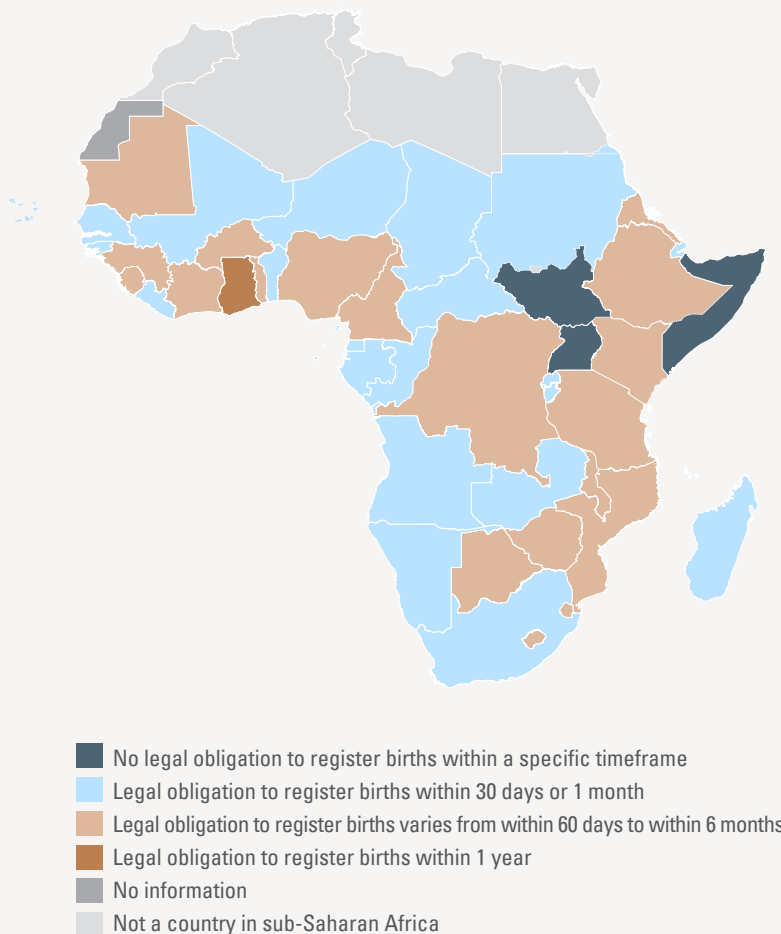 No legal obligation to register births within a specific timeframe
Legal obligation to register births within 30 days or 1 month
Legal obligation to register births varies from within 60 days to within 6 months
Legal obligation to register births within 1 year
No information
Not a country in sub-Saharan Africa